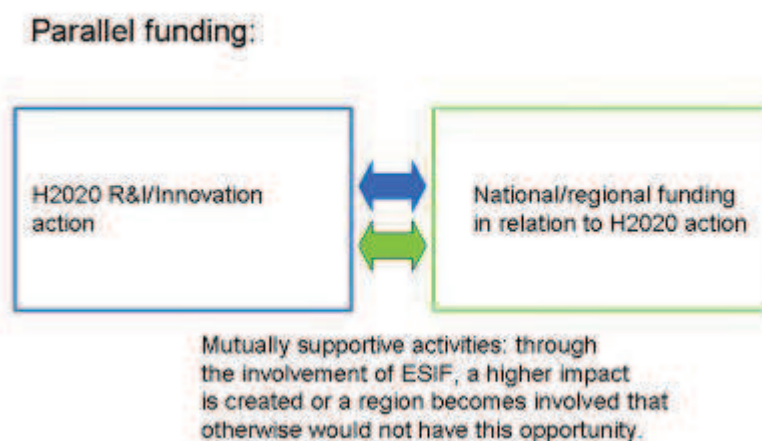 Parallel funding:
H2020 R&I/Innovation
action
National/regional funding
in relation to H2020 action
Mutually supportive activities: through
the involvement of ESIF, a higher impact
is created or a region becomes involved that
otherwise would not have this opportunity.